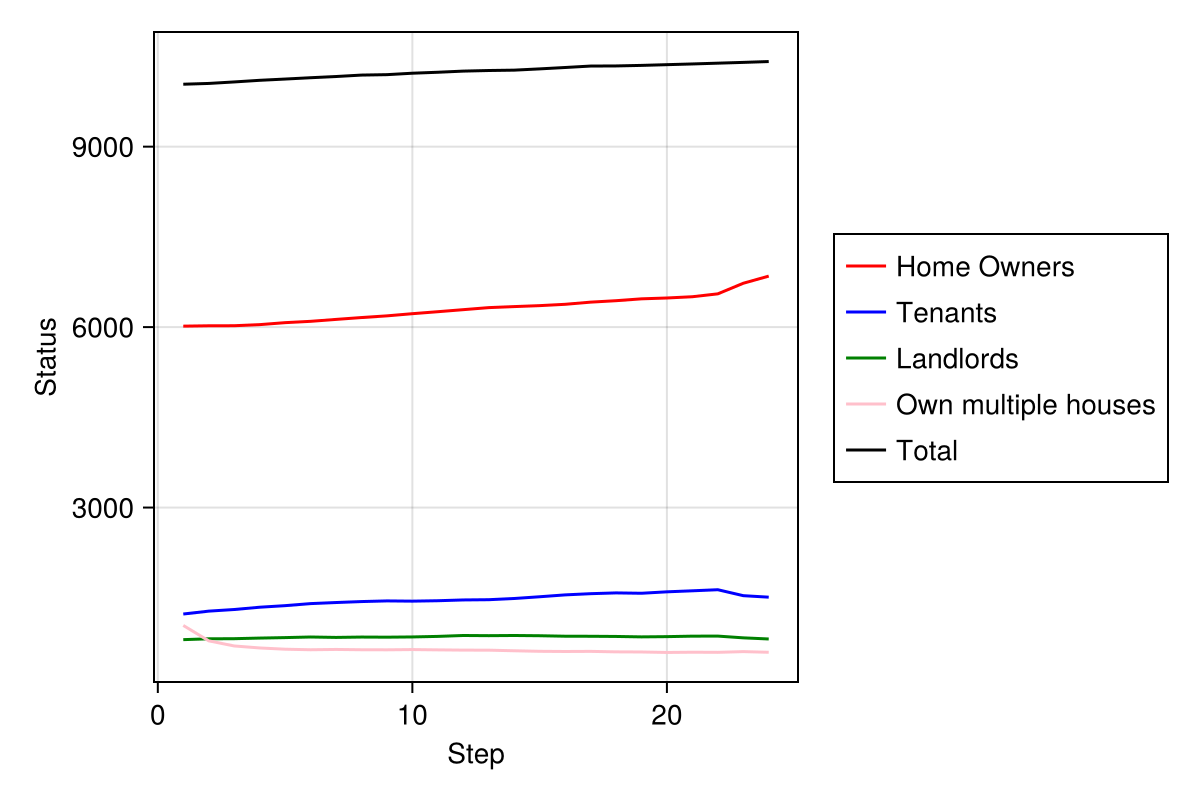 9000
6000
3000
Status
0 10 20
Step
Home Owners
Tenants
Landlords
Own multiple houses
Total